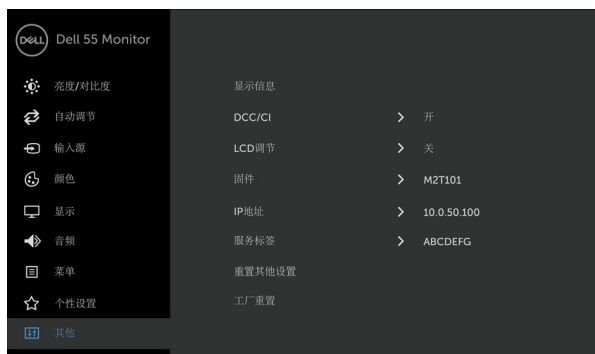 DELL Dell 55 Monitor
亮度/对比度
自动调节
输入源
颜色
显示
音频
菜单
个性设置
其他
显示信息
DCC/CI 开
LCD调节 关
固件 M2T101
IP地址 10.0.50.100
服务标签 ABCDEFG
重置其他设置
工厂重置